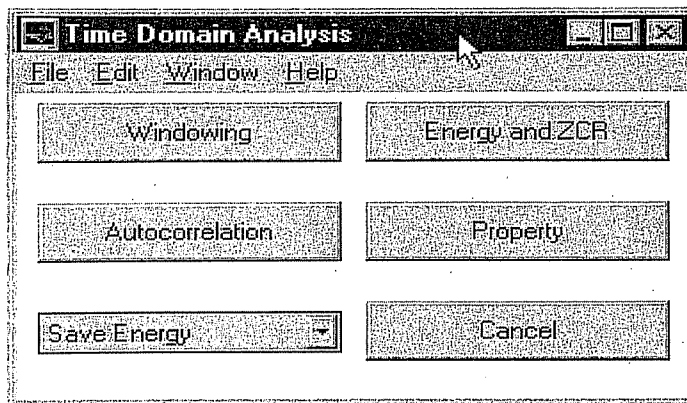 Time Domain Analysis
File Edit Window Help
Windowing Energy and ZCR
Autocorrelation Property
Save Energy Cancel